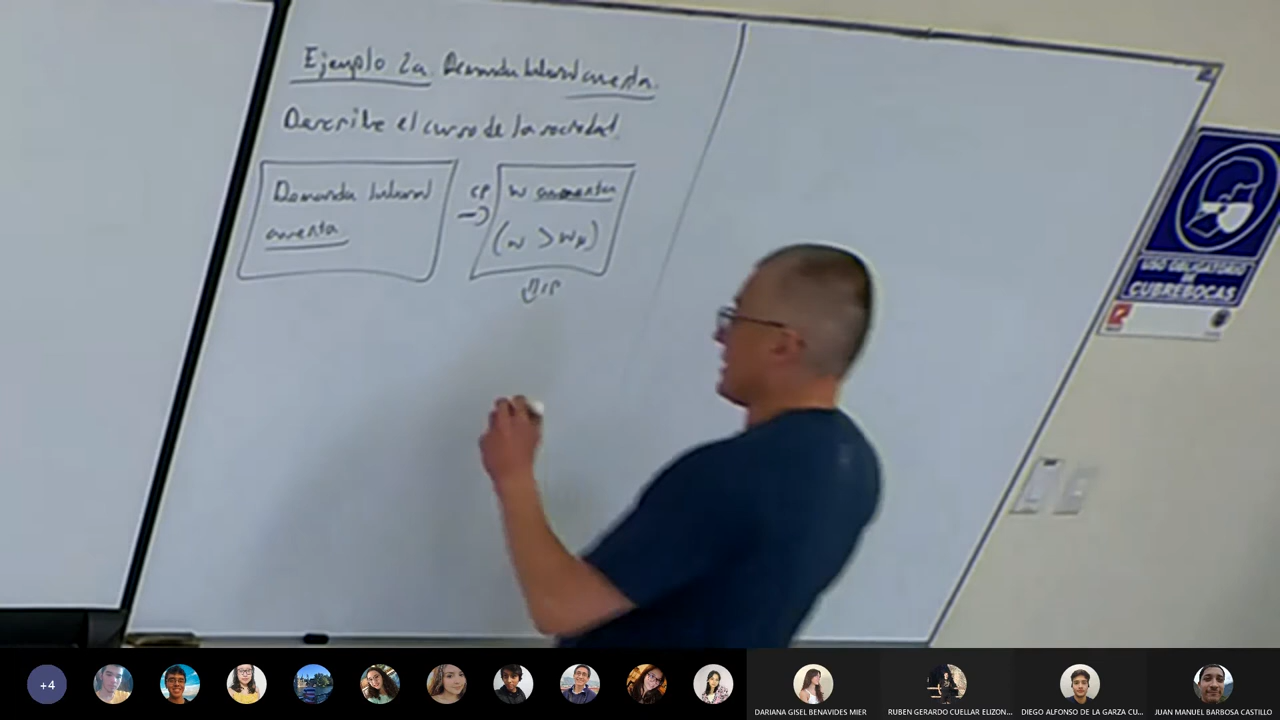 Ejemplo 2a Demanda laboral aumenta.
Describe el curso de la sociedad.
Demanda laboral
aumenta
CP
→
w aumenta
(w > wμ)
USO OBLIGATORIO
DE
CUBREBOCAS
+4
DARIANA GISEL BENAVIDES MIER
RUBEN GERARDO CUELLAR ELIZON...
DIEGO ALFONSO DE LA GARZA CU...
JUAN MANUEL BARBOSA CASTILLO